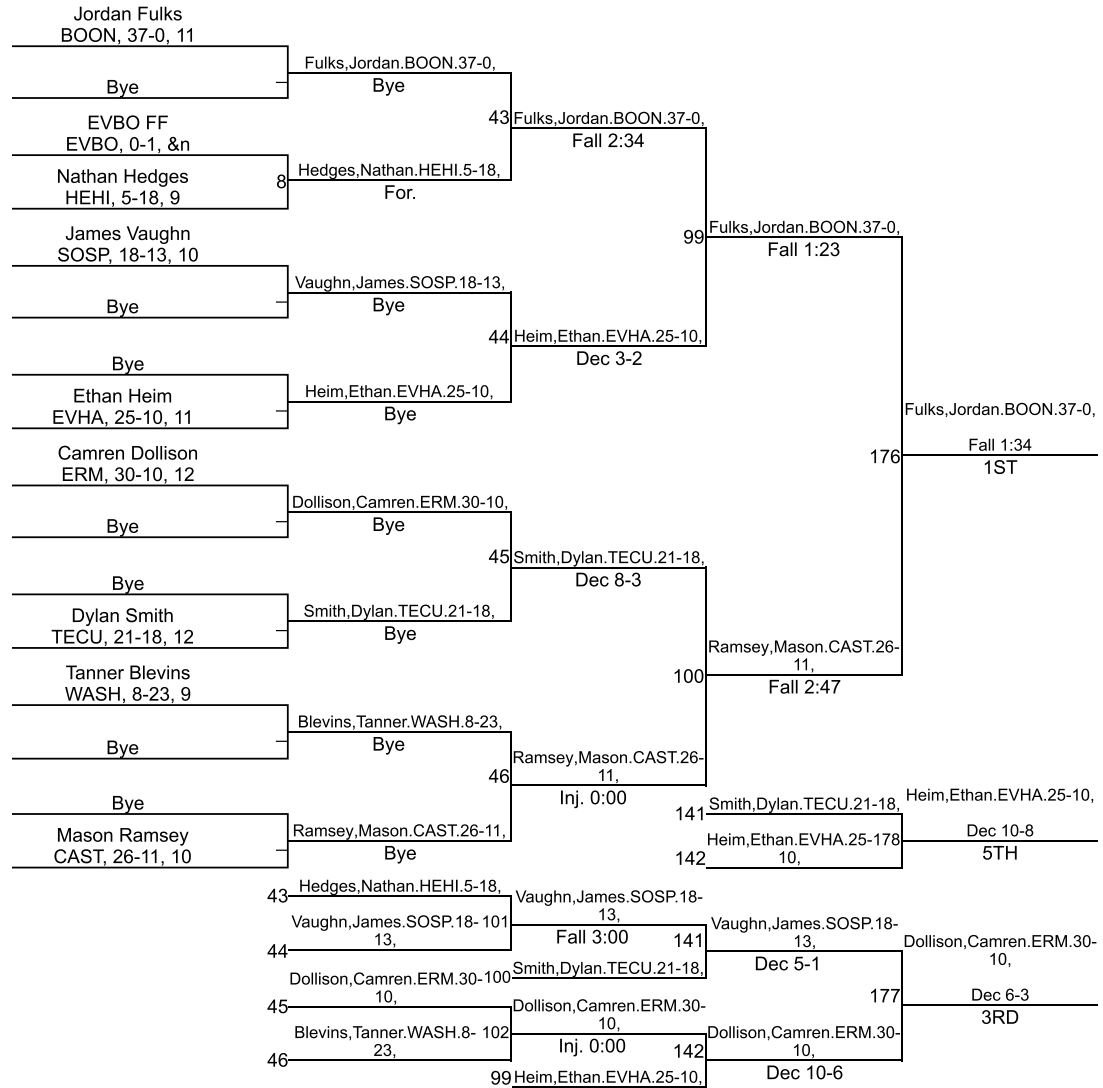 Jordan Fulks
BOON, 37-0, 11
Bye
EVBO FF
EVBO, 0-1, &n
Nathan Hedges
HEHI, 5-18, 9
8
James Vaughn
SOSP, 18-13, 10
Bye
Bye
Ethan Heim
EVHA, 25-10, 11
Camren Dollison
ERM, 30-10, 12
Bye
Bye
Dylan Smith
TECU, 21-18, 12
Tanner Blevins
WASH, 8-23, 9
Bye
Bye
Mason Ramsey
CAST, 26-11, 10
Fulks,Jordan.BOON.37-0,
Bye
43
Hedges,Nathan.HEHI.5-18,
For.
Vaughn,James.SOSP.18-13,
Bye
44
Heim,Ethan.EVHA.25-10,
Bye
Dollison,Camren.ERM.30-10,
Bye
45
Smith,Dylan.TECU.21-18,
Bye
Blevins,Tanner.WASH.8-23,
Bye
46
Ramsey,Mason.CAST.26-11,
Bye
Fulks,Jordan.BOON.37-0,
Fall 2:34
99
Heim,Ethan.EVHA.25-10,
Dec 3-2
Smith,Dylan.TECU.21-18,
Dec 8-3
100
Ramsey,Mason.CAST.26-
11,
Inj. 0:00
Fulks,Jordan.BOON.37-0,
Fall 1:23
176
Ramsey,Mason.CAST.26-
11,
Fall 2:47
Fulks,Jordan.BOON.37-0,
Fall 1:34
1ST
141
Smith,Dylan.TECU.21-18,
142
Heim,Ethan.EVHA.25-178
10,
Heim,Ethan.EVHA.25-10,
Dec 10-8
5TH
43
Hedges,Nathan.HEHI.5-18,
44
Vaughn,James.SOSP.18-101
13,
45
Dollison,Camren.ERM.30-100
10,
46
Blevins,Tanner.WASH.8-102
23,
Vaughn,James.SOSP.18-
13,
Fall 3:00
141
Smith,Dylan.TECU.21-18,
Dollison,Camren.ERM.30-
10,
Inj. 0:00
142
99
Heim,Ethan.EVHA.25-10,
Vaughn,James.SOSP.18-
13,
Dec 5-1
177
Dollison,Camren.ERM.30-
10,
Dec 10-6
Dollison,Camren.ERM.30-
10,
Dec 6-3
3RD